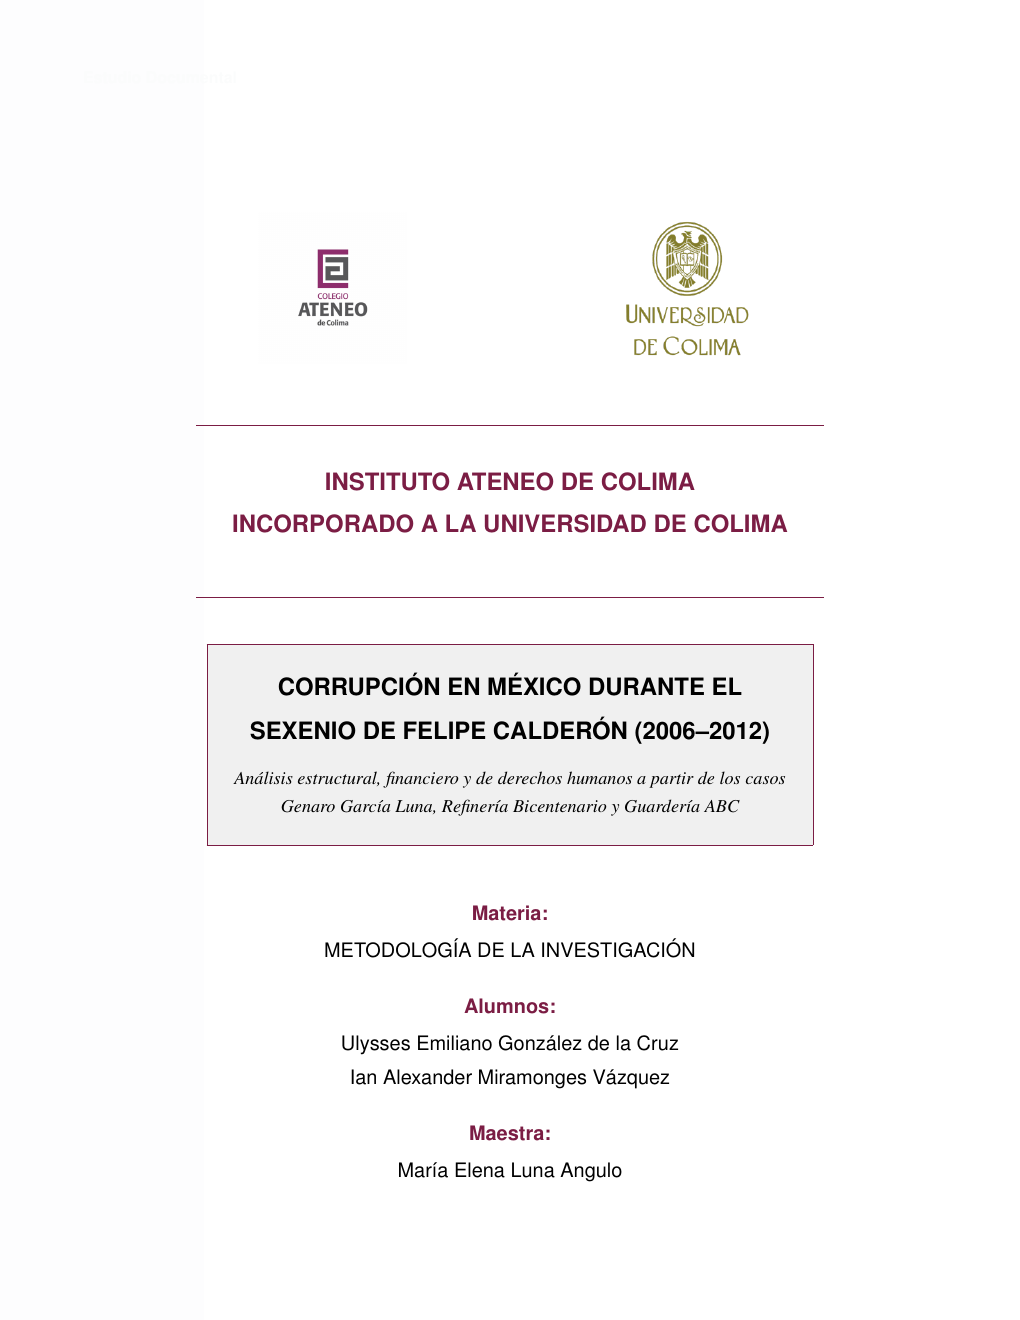 COLEGIO
ATENEO
de Colima
UNIVERSIDAD
DE COLIMA
INSTITUTO ATENEO DE COLIMA
INCORPORADO A LA UNIVERSIDAD DE COLIMA
CORRUPCIÓN EN MÉXICO DURANTE EL
SEXENIO DE FELIPE CALDERÓN (2006–2012)
Análisis estructural, financiero y de derechos humanos a partir de los casos
Genaro García Luna, Refinería Bicentenario y Guardería ABC
Materia:
METODOLOGÍA DE LA INVESTIGACIÓN
Alumnos:
Ulysses Emiliano González de la Cruz
Ian Alexander Miramonges Vázquez
Maestra:
María Elena Luna Angulo